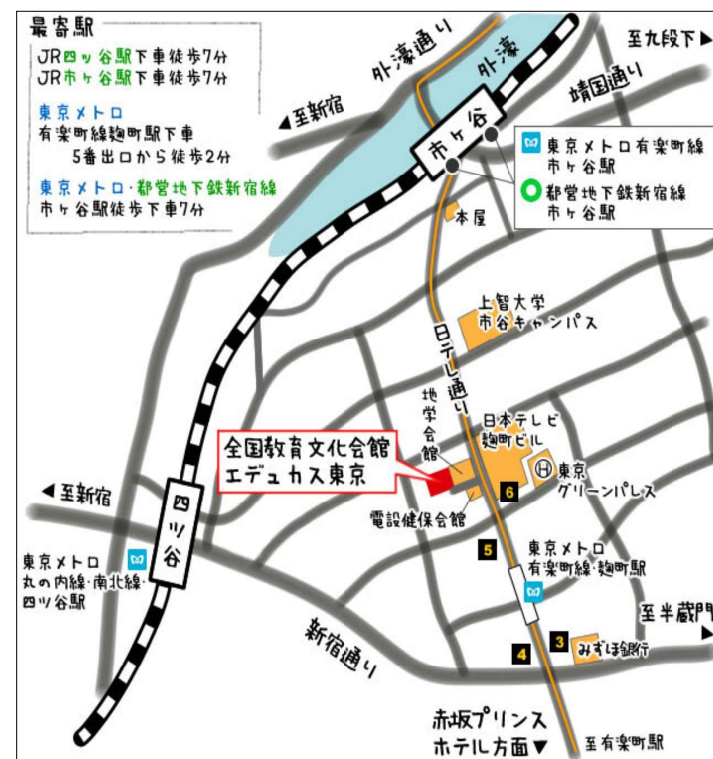 最寄駅
JR四ッ谷駅下車徒歩7分
JR市ヶ谷駅下車徒歩7分
東京メトロ
有楽町線麹町駅下車
5番出口から徒歩2分
東京メトロ・都営地下鉄新宿線
市ヶ谷駅徒歩下車7分
外濠通り
外濠
至九段下▶
靖国通り
◀至新宿
市ヶ谷
東京メトロ有楽町線
市ヶ谷駅
都営地下鉄新宿線
市ヶ谷駅
本屋
上智大学
市谷キャンパス
日テレ通り
地学会館
日本テレビ
麹町ビル
全国教育文化会館
エデュカス東京
H
東京
グリーンパレス
6
電設健保会館
◀至新宿
四ッ谷
5
東京メトロ
有楽町線・麹町駅
東京メトロ
丸の内線・南北線・
四ッ谷駅
新宿通り
至半蔵門▶
3
4
みずほ銀行
赤坂プリンス
ホテル方面▼
至有楽町駅